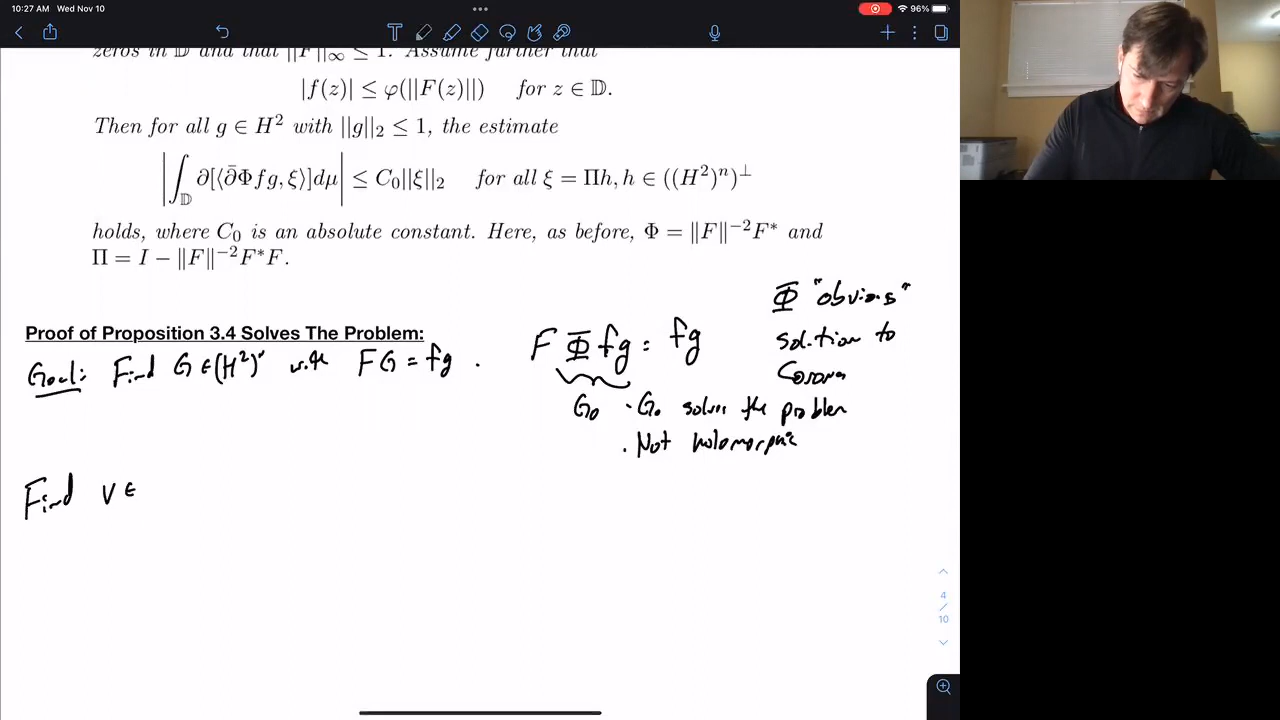 10:27 AM Wed Nov 10
96%
zeros in 𝔻 and that ||F||∞ ≤ 1. Assume further that
|f(z)| ≤ φ(||F(z)||) for z ∈ 𝔻.
Then for all g ∈ H² with ||g||₂ ≤ 1, the estimate
|∫_𝔻 ∂[⟨∂̄Φfg, ξ⟩]dμ| ≤ C₀||ξ||₂ for all ξ = Πh, h ∈ ((H²)ⁿ)^⊥
holds, where C₀ is an absolute constant. Here, as before, Φ = ‖F‖⁻²F* and
Π = I − ‖F‖⁻²F*F.
Proof of Proposition 3.4 Solves The Problem:
Goal: Find G ∈ (H²)ⁿ with FG = fg .
F Φ fg = fg
G₀
· G₀ solves the problem
. Not holomorphic
Φ "obvious"
solution to
Corona
Find v ∈
4
/
10